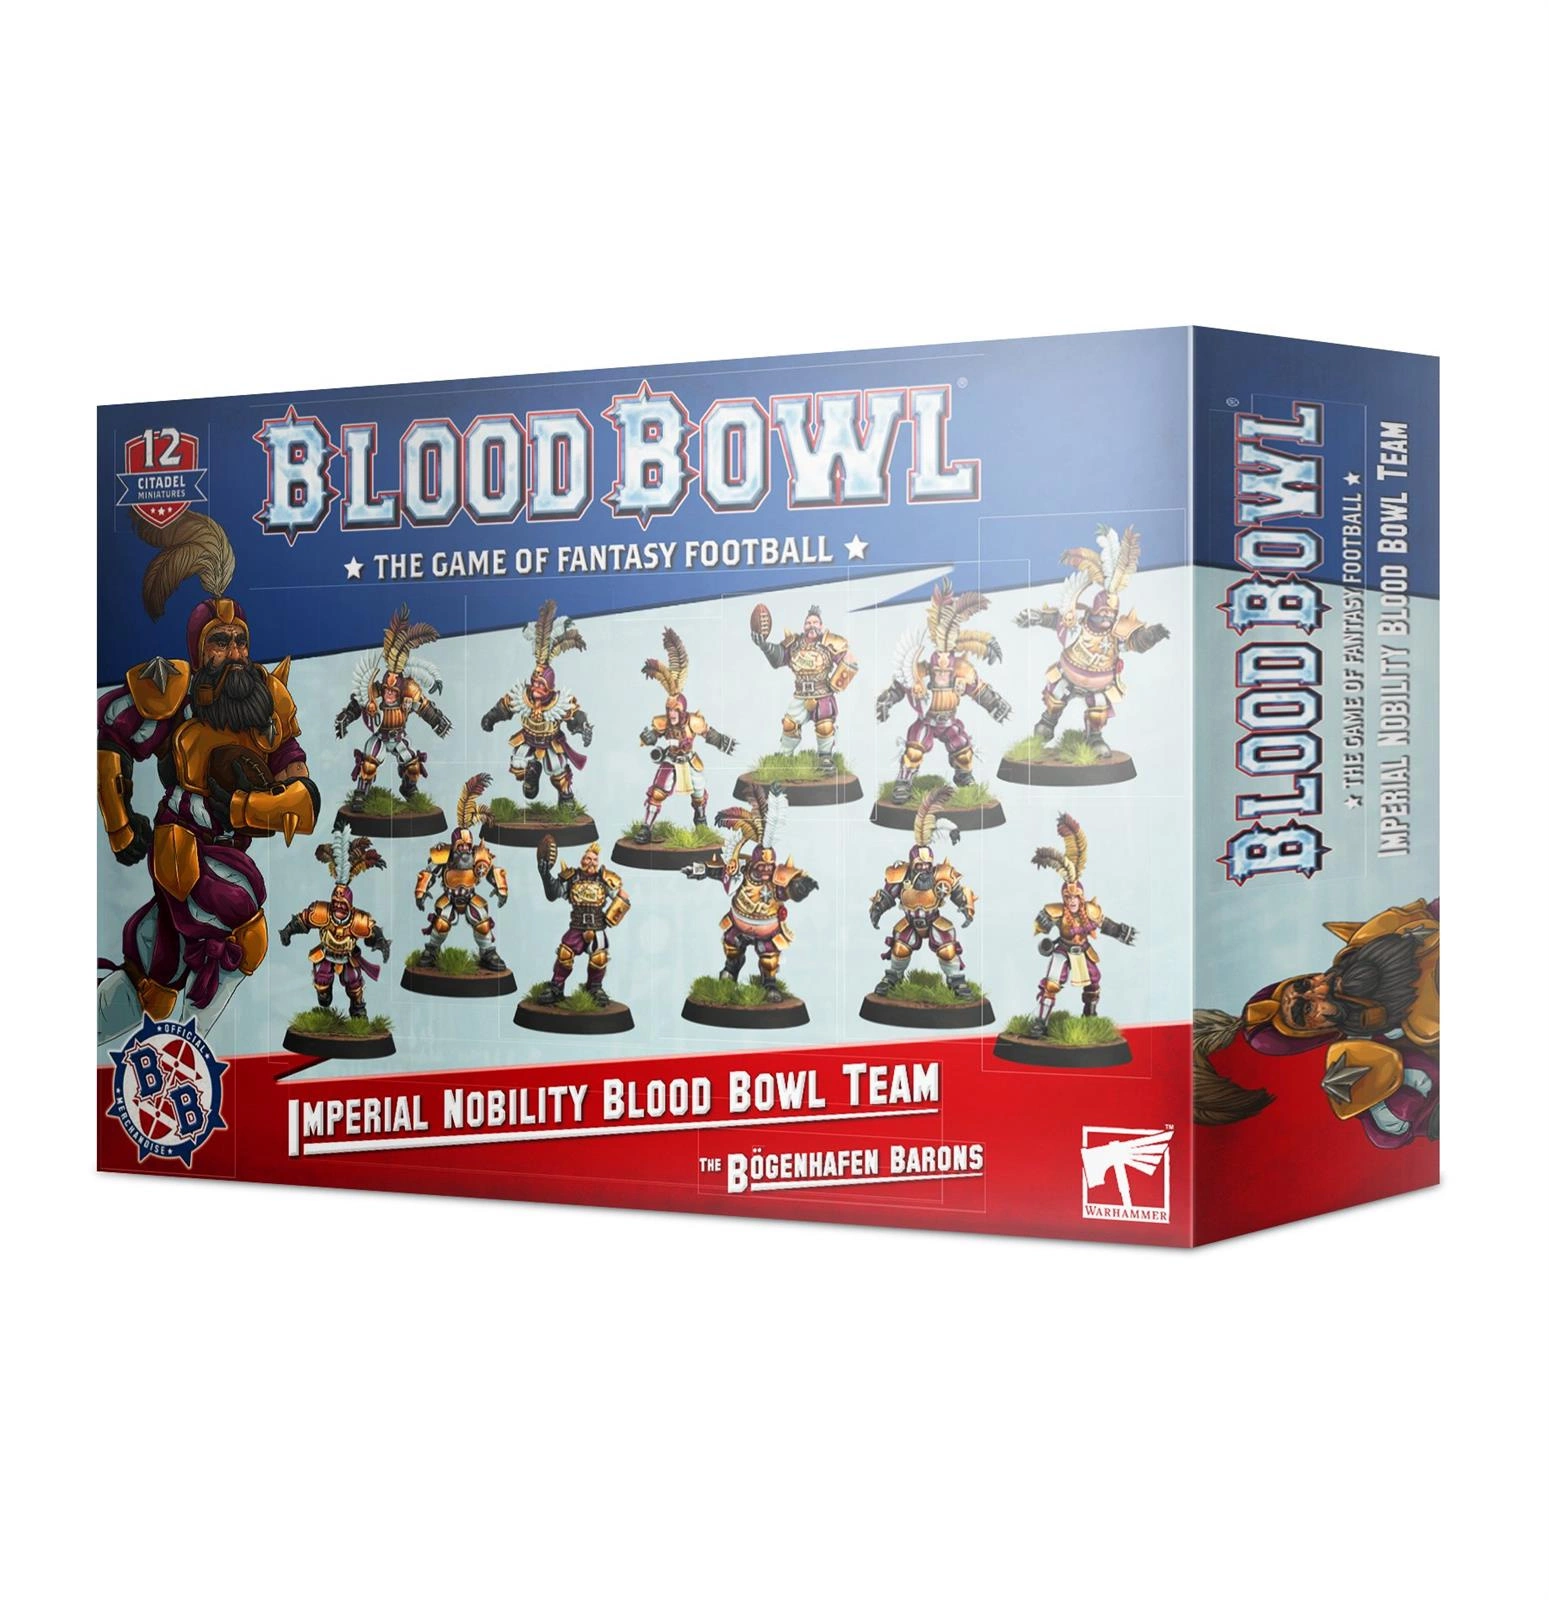 12
CITADEL
MINIATURES
BLOOD BOWL®
★ THE GAME OF FANTASY FOOTBALL ★
IMPERIAL NOBILITY BLOOD BOWL TEAM
THE BÖGENHAFEN BARONS
OFFICIAL
BB
MERCHANDISE
WARHAMMER™
BLOOD BOWL®
★ THE GAME OF FANTASY FOOTBALL ★
IMPERIAL NOBILITY BLOOD BOWL TEAM